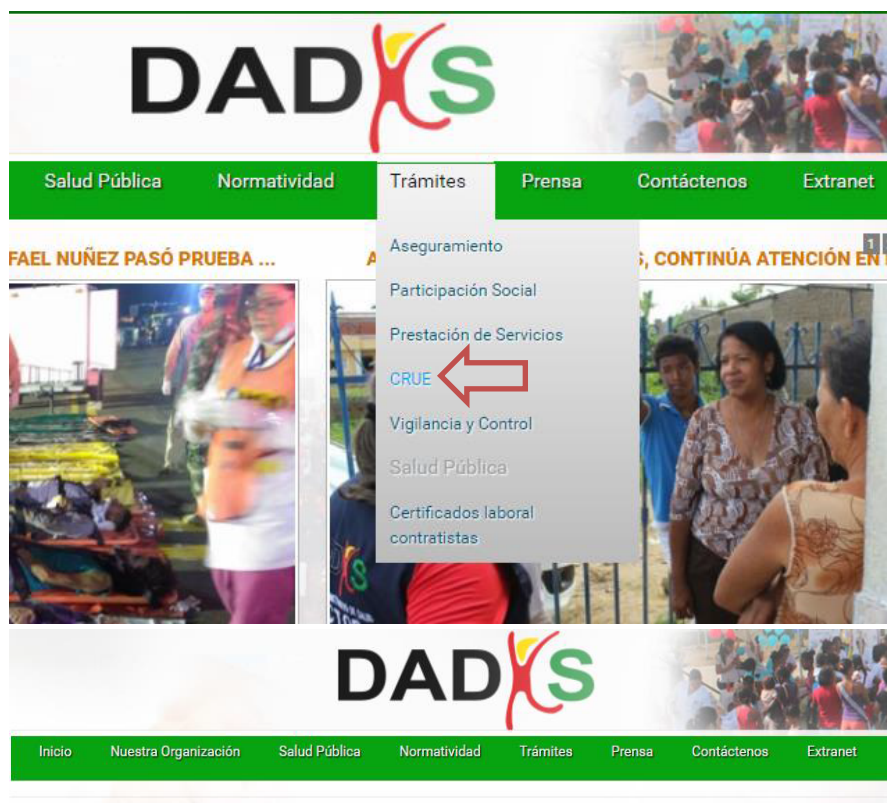 DADIS
Salud Pública Normatividad Trámites Prensa Contáctenos Extranet
1
FAEL NUÑEZ PASÓ PRUEBA ... A S, CONTINÚA ATENCIÓN EN
Aseguramiento
Participación Social
Prestación de Servicios
CRUE
Vigilancia y Control
Salud Pública
Certificados laboral
contratistas
DADIS
Inicio Nuestra Organización Salud Pública Normatividad Trámites Prensa Contáctenos Extranet